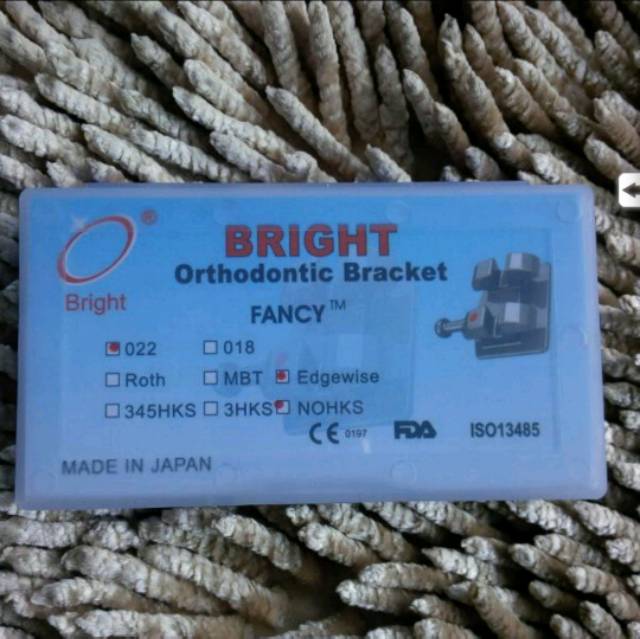 ®
BRIGHT
Orthodontic Bracket
Bright
FANCY™
022 018
Roth MBT Edgewise
345HKS 3HKS NOHKS
CE 0197 FDA ISO13485
MADE IN JAPAN